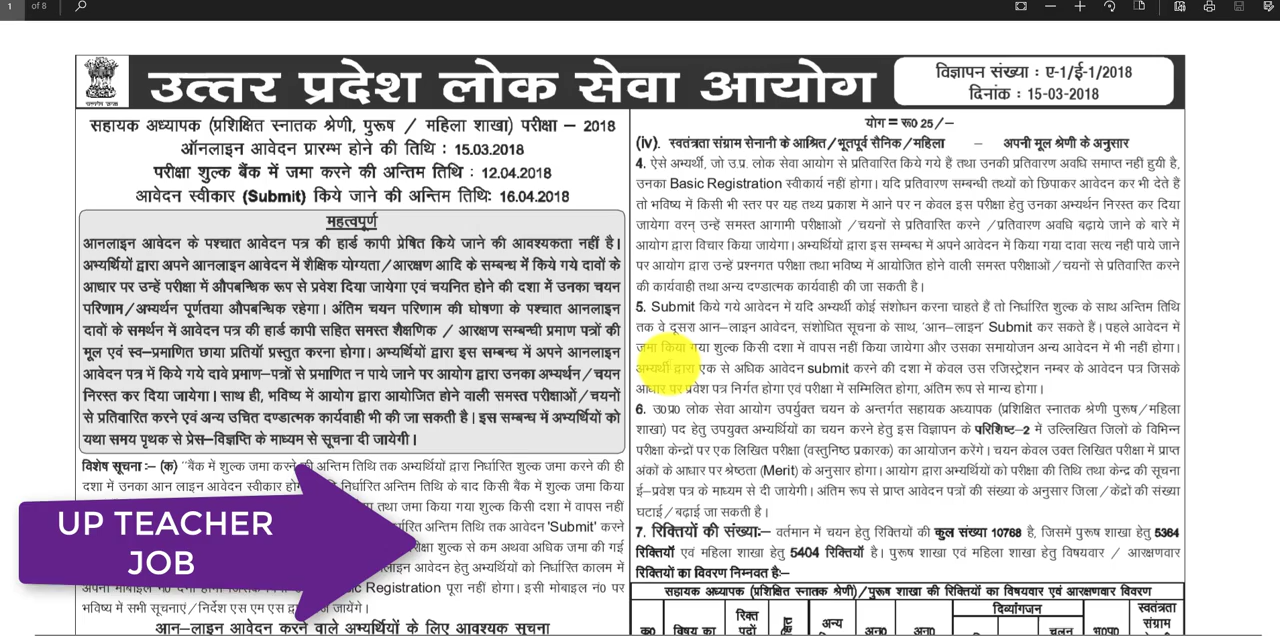 1 of 8
उत्तर प्रदेश लोक सेवा आयोग
विज्ञापन संख्या : ए-1/ई-1/2018
दिनांक : 15-03-2018
सहायक अध्यापक (प्रशिक्षित स्नातक श्रेणी, पुरूष / महिला शाखा) परीक्षा – 2018
ऑनलाइन आवेदन प्रारम्भ होने की तिथि : 15.03.2018
परीक्षा शुल्क बैंक में जमा करने की अन्तिम तिथि : 12.04.2018
आवेदन स्वीकार (Submit) किये जाने की अन्तिम तिथि: 16.04.2018
महत्वपूर्ण
आनलाइन आवेदन के पश्चात आवेदन पत्र की हार्ड कापी प्रेषित किये जाने की आवश्यकता नहीं है।
अभ्यर्थियों द्वारा अपने आनलाइन आवेदन में शैक्षिक योग्यता/आरक्षण आदि के सम्बन्ध में किये गये दावों के
आधार पर उन्हें परीक्षा में औपबन्धिक रूप से प्रवेश दिया जायेगा एवं चयनित होने की दशा में उनका चयन
परिणाम/अभ्यर्थन पूर्णतया औपबन्धिक रहेगा। अंतिम चयन परिणाम की घोषणा के पश्चात आनलाइन
दावों के समर्थन में आवेदन पत्र की हार्ड कापी सहित समस्त शैक्षणिक / आरक्षण सम्बन्धी प्रमाण पत्रों की
मूल एवं स्व-प्रमाणित छाया प्रतियॉ प्रस्तुत करना होगा। अभ्यर्थियों द्वारा इस सम्बन्ध में अपने आनलाइन
आवेदन पत्र में किये गये दावे प्रमाण-पत्रों से प्रमाणित न पाये जाने पर आयोग द्वारा उनका अभ्यर्थन/चयन
निरस्त कर दिया जायेगा। साथ ही, भविष्य में आयोग द्वारा आयोजित होने वाली समस्त परीक्षाओं/चयनों
से प्रतिवारित करने एवं अन्य उचित दण्डात्मक कार्यवाही भी की जा सकती है। इस सम्बन्ध में अभ्यर्थियों को
यथा समय पृथक से प्रेस-विज्ञप्ति के माध्यम से सूचना दी जायेगी।
विशेष सूचना:– (क) "बैंक में शुल्क जमा करने की अन्तिम तिथि तक अभ्यर्थियों द्वारा निर्धारित शुल्क जमा करने की ही
दशा में उनका आन लाइन आवेदन स्वीकार निर्धारित अन्तिम तिथि के बाद किसी बैंक में शुल्क जमा किया
तथा जमा किया गया शुल्क किसी दशा में वापस नहीं
अन्तिम तिथि तक आवेदन 'Submit' करने
शुल्क से कम अथवा अधिक जमा की गई
आवेदन हेतु अभ्यर्थियों को निर्धारित कालम में
Registration पूरा नहीं होगा। इसी मोबाइल नं० पर
भविष्य में सभी सूचनाएं/निर्देश एस एम एस जायेंगे।
आन-लाइन आवेदन करने वाले अभ्यर्थियों के लिए आवश्यक सूचना
UP TEACHER
JOB
योग = रू0 25/–
(iv). स्वतंत्रता संग्राम सेनानी के आश्रित/भूतपूर्व सैनिक/महिला – अपनी मूल श्रेणी के अनुसार
4. ऐसे अभ्यर्थी, जो उ.प्र. लोक सेवा आयोग से प्रतिवारित किये गये हैं तथा उनकी प्रतिवारण अवधि समाप्त नहीं हुयी है,
उनका Basic Registration स्वीकार्य नहीं होगा। यदि प्रतिवारण सम्बन्धी तथ्यों को छिपाकर आवेदन कर भी देते हैं
तो भविष्य में किसी भी स्तर पर यह तथ्य प्रकाश में आने पर न केवल इस परीक्षा हेतु उनका अभ्यर्थन निरस्त कर दिया
जायेगा वरन् उन्हें समस्त आगामी परीक्षाओं /चयनों से प्रतिवारित करने /प्रतिवारण अवधि बढ़ाये जाने के बारे में
आयोग द्वारा विचार किया जायेगा। अभ्यर्थियों द्वारा इस सम्बन्ध में अपने आवेदन में किया गया दावा सत्य नही पाये जाने
पर आयोग द्वारा उन्हें प्रश्नगत परीक्षा तथा भविष्य में आयोजित होने वाली समस्त परीक्षाओं/चयनों से प्रतिवारित करने
की कार्यवाही तथा अन्य दण्डात्मक कार्यवाही की जा सकती है।
5. Submit किये गये आवेदन में यदि अभ्यर्थी कोई संशोधन करना चाहते हैं तो निर्धारित शुल्क के साथ अन्तिम तिथि
तक वे दूसरा आन-लाइन आवेदन, संशोधित सूचना के साथ, 'आन-लाइन' Submit कर सकते हैं। पहले आवेदन में
जमा किया गया शुल्क किसी दशा में वापस नहीं किया जायेगा और उसका समायोजन अन्य आवेदन में भी नहीं होगा।
अभ्यर्थी द्वारा एक से अधिक आवेदन submit करने की दशा में केवल उस रजिस्ट्रेशन नम्बर के आवेदन पत्र जिसके
आधार पर प्रवेश पत्र निर्गत होगा एवं परीक्षा में सम्मिलित होगा, अंतिम रूप से मान्य होगा।
6. उ0प्र0 लोक सेवा आयोग उपर्युक्त चयन के अन्तर्गत सहायक अध्यापक (प्रशिक्षित स्नातक श्रेणी पुरूष/महिला
शाखा) पद हेतु उपयुक्त अभ्यर्थियों का चयन करने हेतु इस विज्ञापन के परिशिष्ट-2 में उल्लिखित जिलों के विभिन्न
परीक्षा केन्द्रों पर एक लिखित परीक्षा (वस्तुनिष्ठ प्रकारक) का आयोजन करेंगे। चयन केवल उक्त लिखित परीक्षा में प्राप्त
अंकों के आधार पर श्रेष्ठता (Merit) के अनुसार होगा। आयोग द्वारा अभ्यर्थियों को परीक्षा की तिथि तथा केन्द्र की सूचना
ई-प्रवेश पत्र के माध्यम से दी जायेगी। अंतिम रूप से प्राप्त आवेदन पत्रों की संख्या के अनुसार जिला/केंद्रों की संख्या
घटाई/बढ़ाई जा सकती है।
7. रिक्तियों की संख्या:– वर्तमान में चयन हेतु रिक्तियों की कुल संख्या 10768 है, जिसमें पुरूष शाखा हेतु 5364
रिक्तियों एवं महिला शाखा हेतु 5404 रिक्तियों है। पुरूष शाखा एवं महिला शाखा हेतु विषयवार / आरक्षणवार
रिक्तियों का विवरण निम्नवत है:–
सहायक अध्यापक (प्रशिक्षित स्नातक श्रेणी)/पुरूष शाखा की रिक्तियों का विषयवार एवं आरक्षणवार विवरण
क्र0 विषय का रिक्त पदों अन्य अनु0 अनु0 दिव्यांगजन चलन भू0पू0 स्वतंत्रता संग्राम